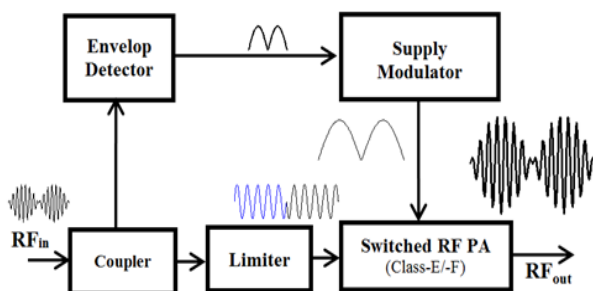 Envelop
Detector
Supply
Modulator
RFin
Coupler
Limiter
Switched RF PA
(Class-E/-F)
RFout